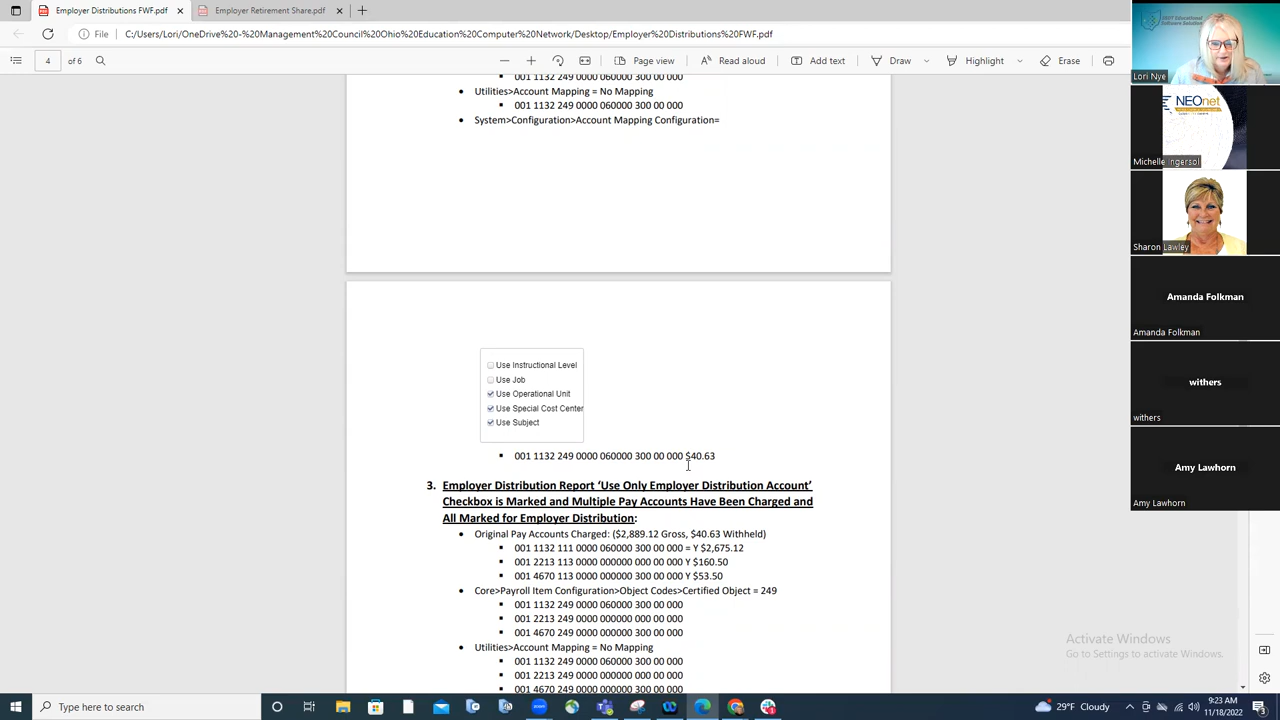 Employer Distributions FWF.pdf
Employer Retirement Share.pdf
File
C:/Users/Lori/OneDrive%20-%20Management%20Council%20Ohio%20Education%20Computer%20Network/Desktop/Employer%20Distributions%20FWF.pdf
4 of 6
Page view
Read aloud
Add text
Draw
Highlight
Erase
001 1132 249 0000 060000 300 00 000
Utilities>Account Mapping = No Mapping
001 1132 249 0000 060000 300 00 000
System>Configuration>Account Mapping Configuration=
Use Instructional Level
Use Job
Use Operational Unit
Use Special Cost Center
Use Subject
001 1132 249 0000 060000 300 00 000 $40.63
3. Employer Distribution Report ‘Use Only Employer Distribution Account’
Checkbox is Marked and Multiple Pay Accounts Have Been Charged and
All Marked for Employer Distribution:
Original Pay Accounts Charged: ($2,889.12 Gross, $40.63 Withheld)
001 1132 111 0000 060000 300 00 000 = Y $2,675.12
001 2213 113 0000 000000 000 00 000 Y $160.50
001 4670 113 0000 000000 300 00 000 Y $53.50
Core>Payroll Item Configuration>Object Codes>Certified Object = 249
001 1132 249 0000 060000 300 00 000
001 2213 249 0000 000000 000 00 000
001 4670 249 0000 000000 300 00 000
Utilities>Account Mapping = No Mapping
001 1132 249 0000 060000 300 00 000
001 2213 249 0000 000000 000 00 000
001 4670 249 0000 000000 300 00 000
Lori Nye
NEOnet
Michelle Ingersol
Sharon Lawley
Amanda Folkman
Amanda Folkman
withers
withers
Amy Lawhorn
Amy Lawhorn
Activate Windows
Go to Settings to activate Windows.
Type here to search
29°F Cloudy
9:23 AM
11/18/2022